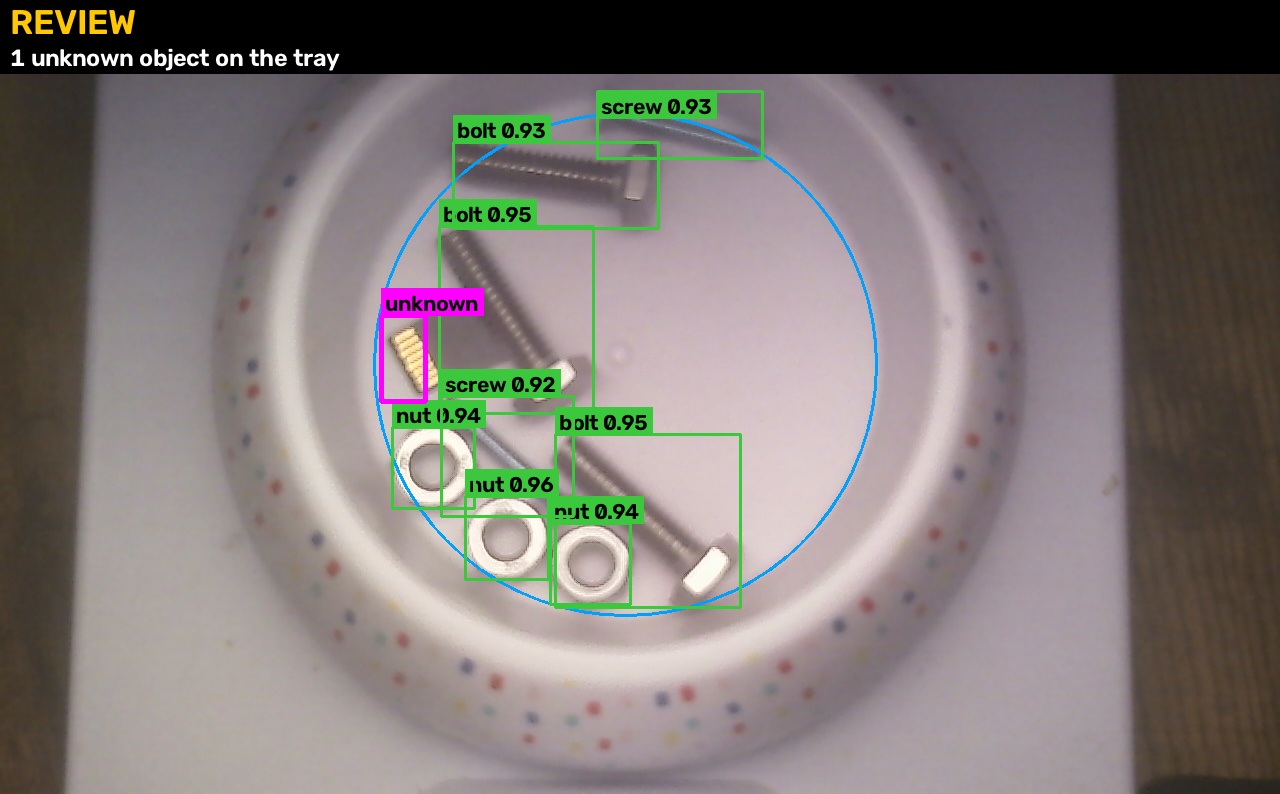 REVIEW
1 unknown object on the tray
screw 0.93
bolt 0.93
bolt 0.95
unknown
screw 0.92
nut 0.94
bolt 0.95
nut 0.96
nut 0.94